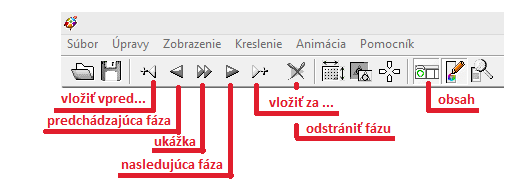 Súbor Úpravy Zobrazenie Kreslenie Animácia Pomocník
vložiť vpred...
vložiť za ...
obsah
predchádzajúca fáza
odstrániť fázu
ukážka
nasledujúca fáza